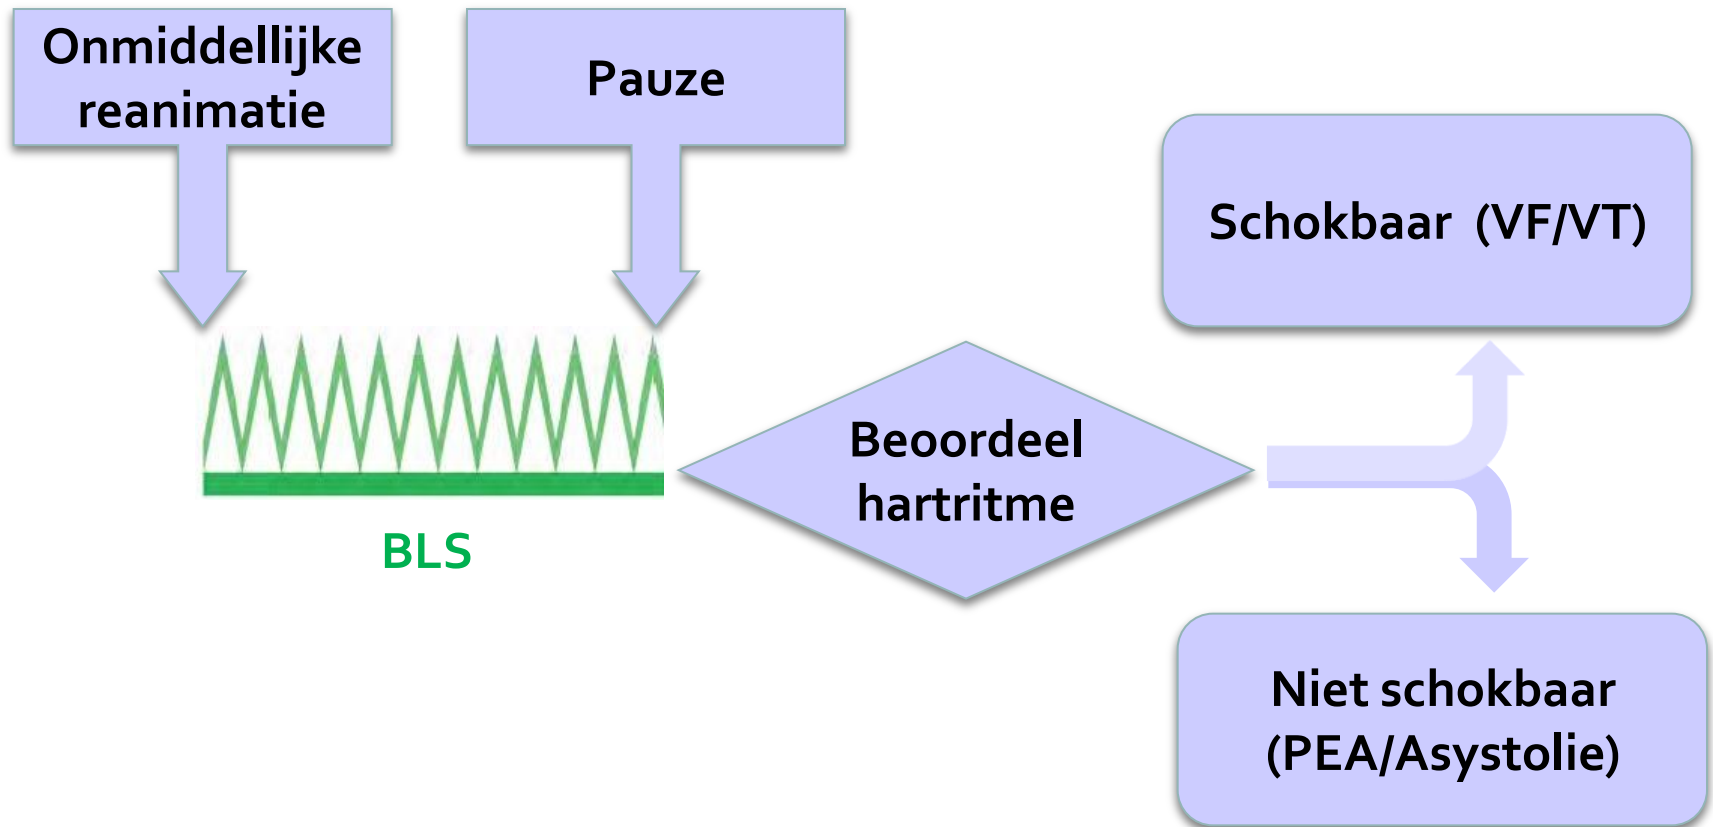 Onmiddellijke
reanimatie
Pauze
Schokbaar (VF/VT)
Beoordeel
hartritme
BLS
Niet schokbaar
(PEA/Asystolie)